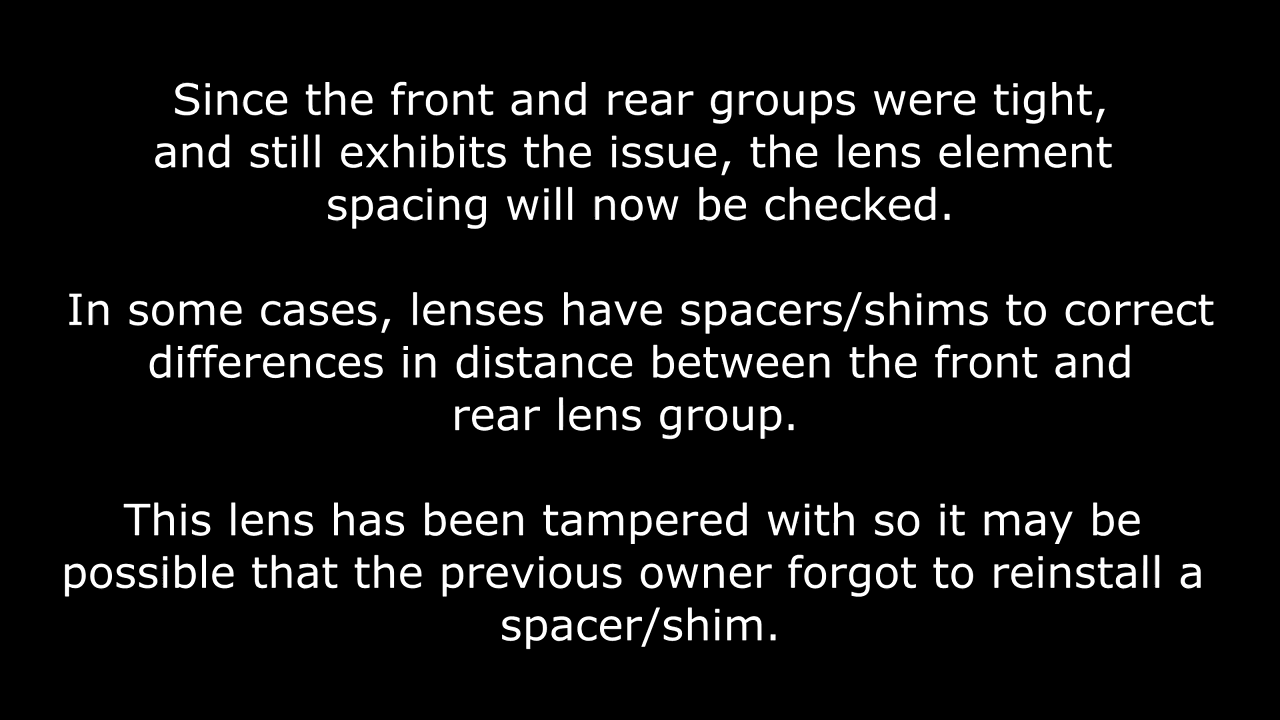 Since the front and rear groups were tight,
and still exhibits the issue, the lens element
spacing will now be checked.
In some cases, lenses have spacers/shims to correct
differences in distance between the front and
rear lens group.
This lens has been tampered with so it may be
possible that the previous owner forgot to reinstall a
spacer/shim.